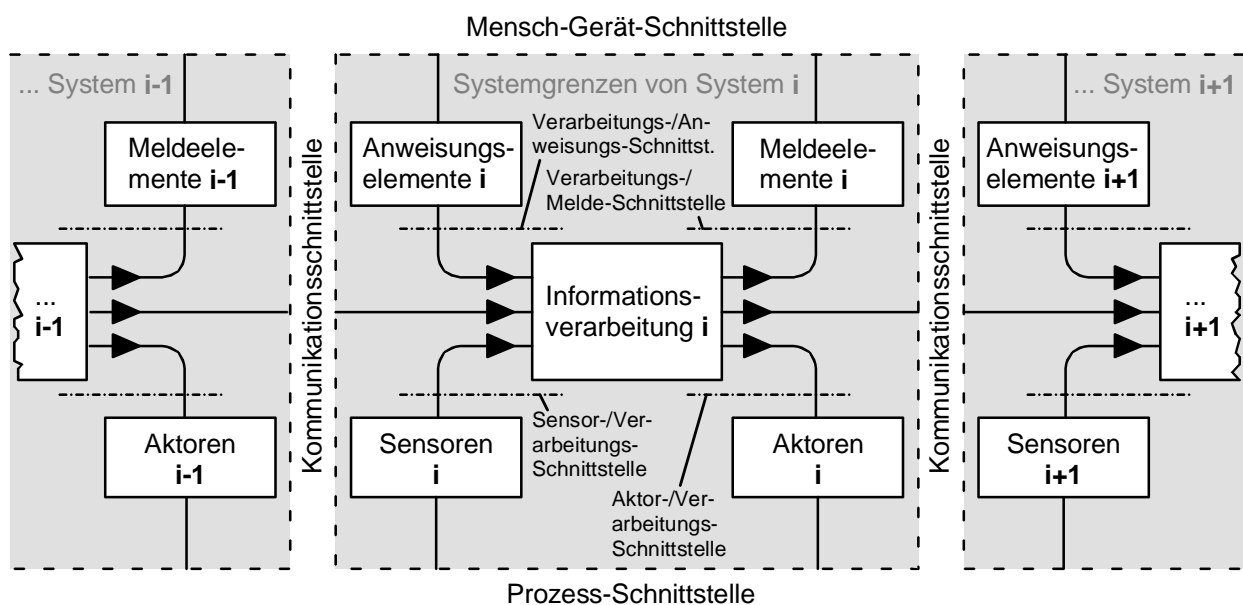 Mensch-Gerät-Schnittstelle
... System i-1
Systemgrenzen von System i
... System i+1
Meldeele-
mente i-1
Kommunikationsschnittstelle
Anweisungs-
elemente i
Verarbeitungs-/An-
weisungs-Schnittst.
Verarbeitungs-/
Melde-Schnittstelle
Meldeele-
mente i
Kommunikationsschnittstelle
Anweisungs-
elemente i+1
...
i-1
Informations-
verarbeitung i
...
i+1
Aktoren
i-1
Sensoren
i
Sensor-/Ver-
arbeitungs-
Schnittstelle
Aktor-/Ver-
arbeitungs-
Schnittstelle
Aktoren
i
Sensoren
i+1
Prozess-Schnittstelle